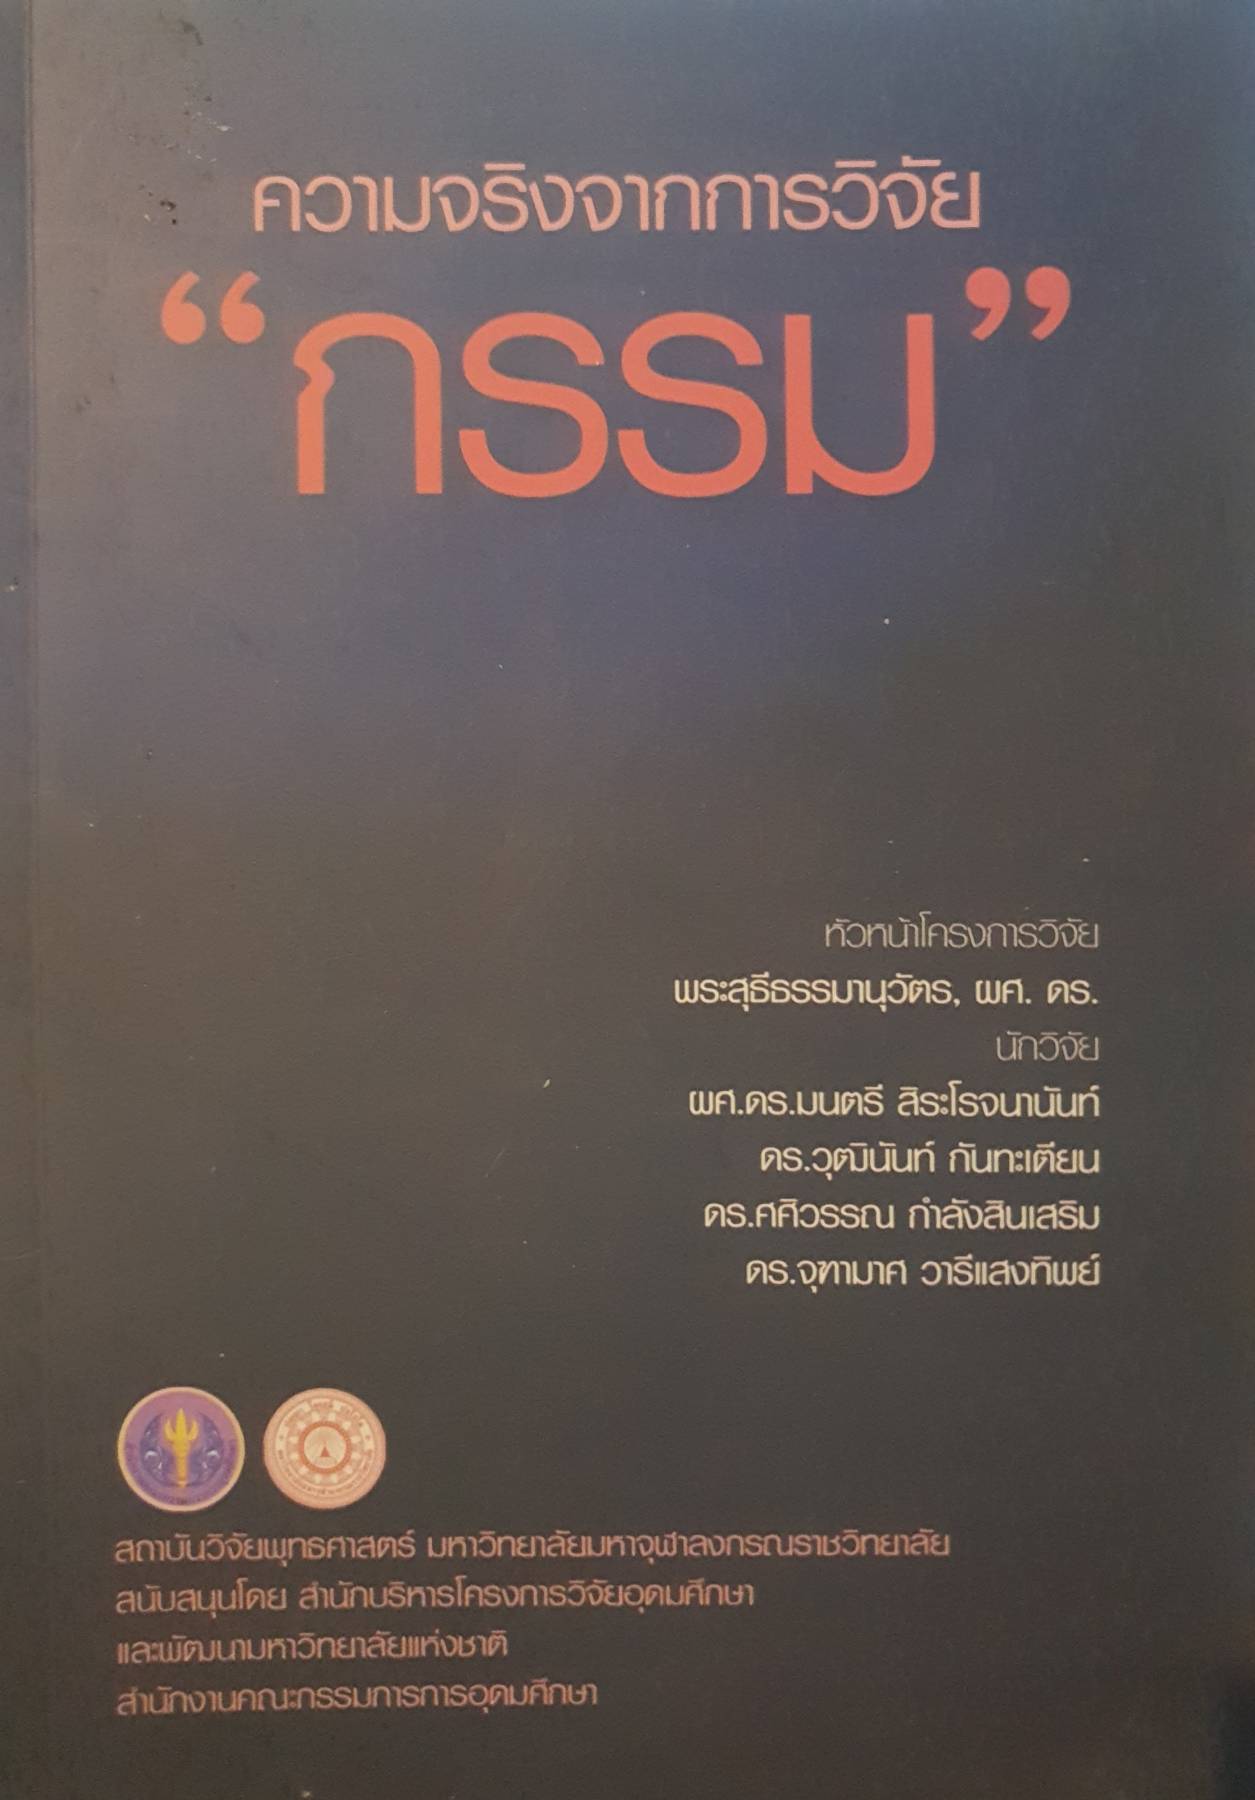 ความจริงจากการวิจัย
“กรรม”
หัวหน้าโครงการวิจัย
พระสุธีธรรมานุวัตร, ผศ. ดร.
นักวิจัย
ผศ.ดร.มนตรี สิระโรจนานันท์
ดร.วุฒินันท์ กันทะเตียน
ดร.ศศิวรรณ กำลังสินเสริม
ดร.จุฑามาศ วารีแสงทิพย์
สถาบันวิจัยพุทธศาสตร์ มหาวิทยาลัยมหาจุฬาลงกรณราชวิทยาลัย
สนับสนุนโดย สำนักบริหารโครงการวิจัยอุดมศึกษา
และพัฒนามหาวิทยาลัยแห่งชาติ
สำนักงานคณะกรรมการการอุดมศึกษา